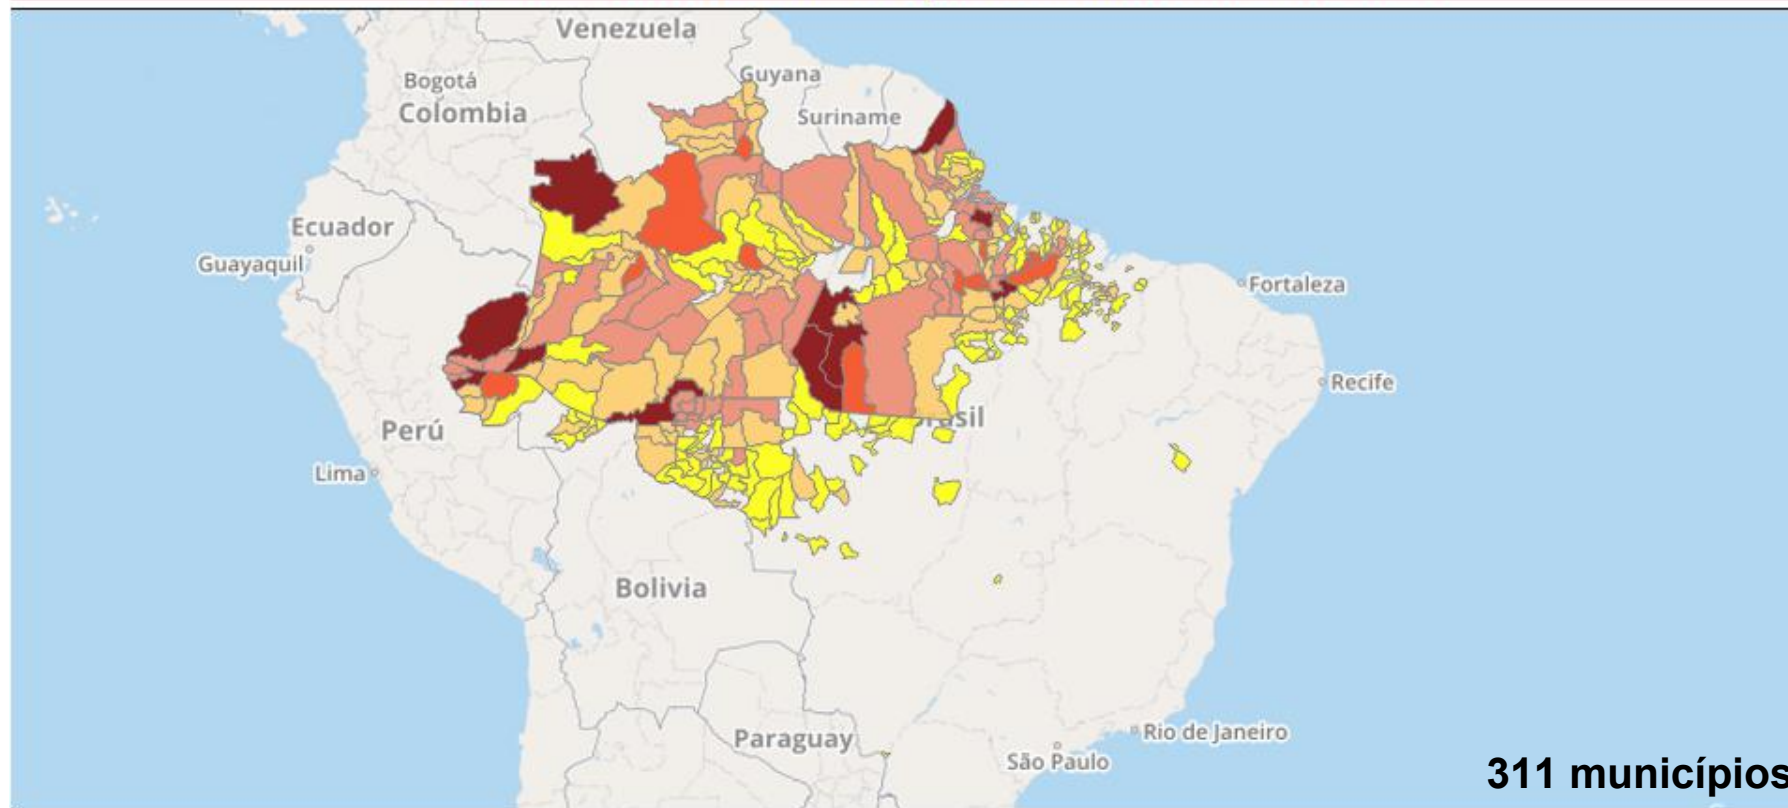 Venezuela
Bogotá
Guyana
Colombia
Suriname
Ecuador
Guayaquil
Fortaleza
Recife
Perú
Lima
Bolivia
Paraguay
Rio de Janeiro
São Paulo
311 municípios